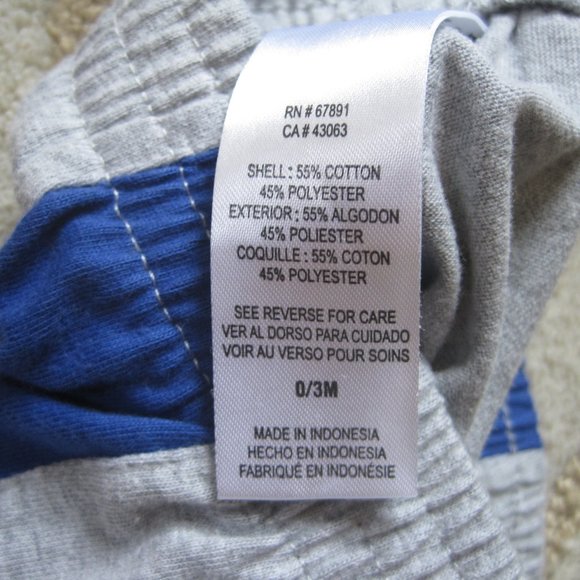 RN # 67891
CA # 43063
SHELL : 55% COTTON
45% POLYESTER
EXTERIOR : 55% ALGODON
45% POLIESTER
COQUILLE : 55% COTON
45% POLYESTER
SEE REVERSE FOR CARE
VER AL DORSO PARA CUIDADO
VOIR AU VERSO POUR SOINS
0/3M
MADE IN INDONESIA
HECHO EN INDONESIA
FABRIQUÉ EN INDONÉSIE